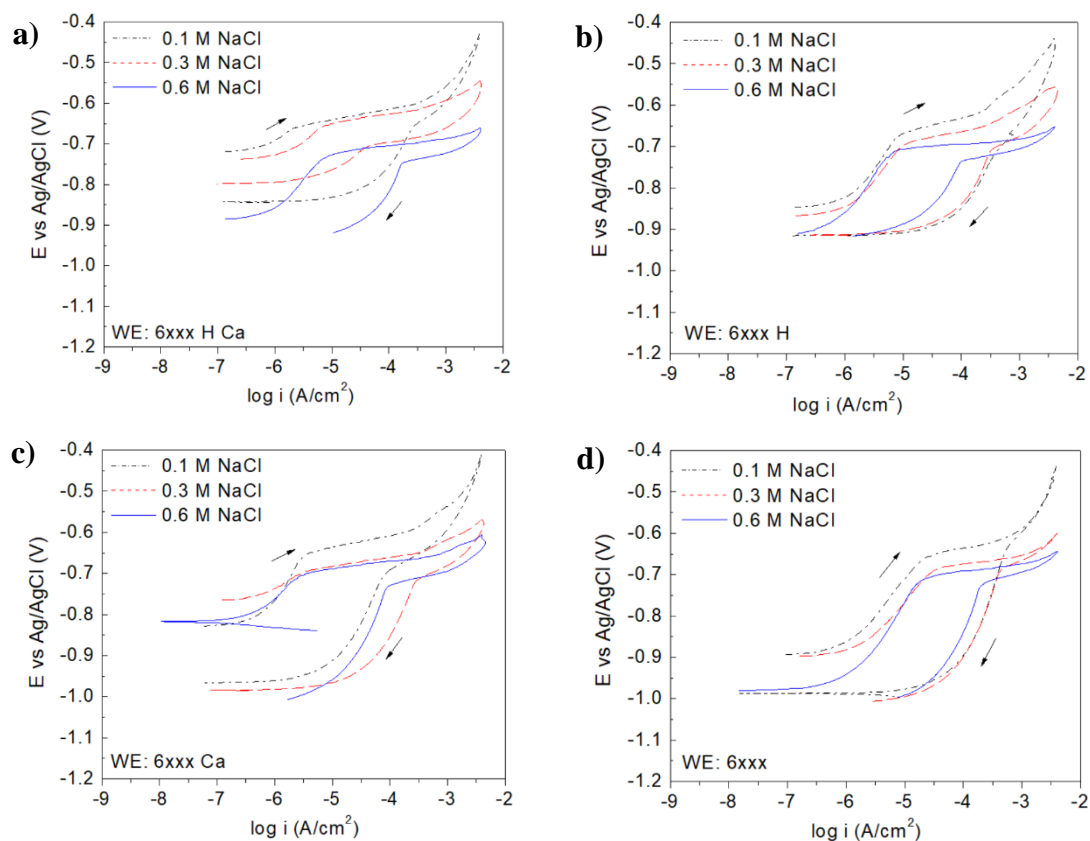 a)
0.1 M NaCl
0.3 M NaCl
0.6 M NaCl
E vs Ag/AgCl (V)
-0.4
-0.5
-0.6
-0.7
-0.8
-0.9
-1.0
-1.1
-1.2
WE: 6xxx H Ca
-9 -8 -7 -6 -5 -4 -3 -2 -1
log i (A/cm²)
b)
0.1 M NaCl
0.3 M NaCl
0.6 M NaCl
E vs Ag/AgCl (V)
-0.4
-0.5
-0.6
-0.7
-0.8
-0.9
-1.0
-1.1
-1.2
WE: 6xxx H
-9 -8 -7 -6 -5 -4 -3 -2 -1
log i (A/cm²)
c)
0.1 M NaCl
0.3 M NaCl
0.6 M NaCl
E vs Ag/AgCl (V)
-0.4
-0.5
-0.6
-0.7
-0.8
-0.9
-1.0
-1.1
-1.2
WE: 6xxx Ca
-9 -8 -7 -6 -5 -4 -3 -2 -1
log i (A/cm²)
d)
0.1 M NaCl
0.3 M NaCl
0.6 M NaCl
E vs Ag/AgCl (V)
-0.4
-0.5
-0.6
-0.7
-0.8
-0.9
-1.0
-1.1
-1.2
WE: 6xxx
-9 -8 -7 -6 -5 -4 -3 -2 -1
log i (A/cm²)